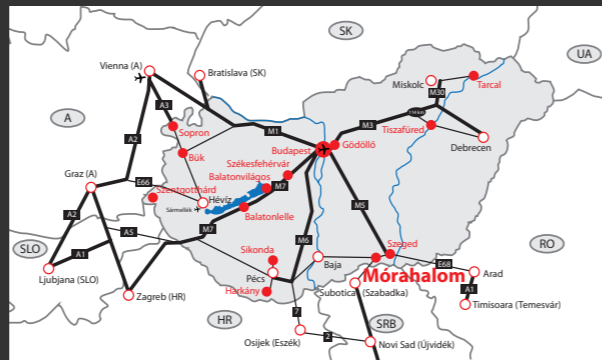 SK
UA
Vienna (A)
Bratislava (SK)
Miskolc
Tarcal
M30
A
A3
Sopron
M1
M3
Tiszafüred
Budapest
Gödöllő
Debrecen
A2
Bük
Székesfehérvár
Balatonvilágos
M7
Graz (A)
E66
Szentgotthárd
Hévíz
Sármellék
Balatonlelle
M5
A2
A5
M7
M6
SLO
A1
Sikonda
Baja
Szeged
E68
RO
Ljubjana (SLO)
Pécs
Mórahalom
Arad
Harkány
Subotica (Szabadka)
A1
Zagreb (HR)
Timisoara (Temesvár)
HR
7
SRB
Osijek (Eszék)
2
Novi Sad (Újvidék)